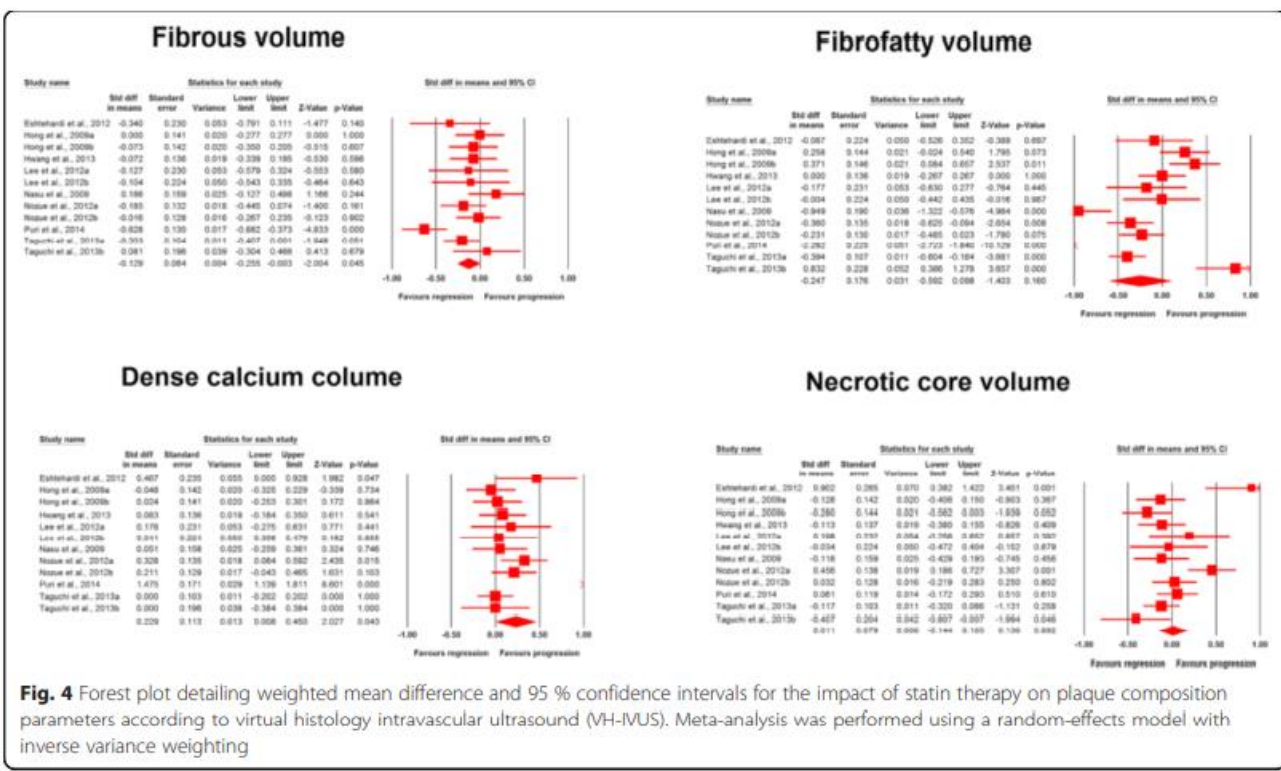 Fibrous volume
Study name Statistics for each study Std diff in means and 95% CI
Std diff in means Standard error Variance Lower limit Upper limit Z-Value p-Value
Eshtehardi et al., 2012 -0.340 0.230 0.053 -0.791 0.111 -1.477 0.140
Hong et al., 2009a 0.000 0.141 0.020 -0.277 0.277 0.000 1.000
Hong et al., 2009b -0.073 0.142 0.020 -0.350 0.205 -0.515 0.607
Hwang et al., 2013 -0.072 0.136 0.019 -0.339 0.195 -0.530 0.596
Lee et al., 2012a -0.127 0.230 0.053 -0.579 0.324 -0.553 0.580
Lee et al., 2012b -0.104 0.224 0.050 -0.543 0.335 -0.464 0.643
Nasu et al., 2009 0.186 0.159 0.025 -0.127 0.498 1.166 0.244
Nozue et al., 2012a -0.185 0.132 0.018 -0.445 0.074 -1.400 0.161
Nozue et al., 2012b -0.016 0.128 0.016 -0.267 0.235 -0.123 0.902
Puri et al., 2014 -0.628 0.130 0.017 -0.882 -0.373 -4.833 0.000
Taguchi et al., 2013a -0.203 0.104 0.011 -0.407 0.001 0.051
Taguchi et al., 2013b 0.081 0.196 0.039 -0.304 0.466 0.413 0.679
-0.129 0.064 0.004 -0.255 -0.003 -2.004 0.045
-1.00 -0.50 0.00 0.50 1.00
Favours regression Favours progression
Fibrofatty volume
Study name Statistics for each study Std diff in means and 95% CI
Std diff in means Standard error Variance Lower limit Upper limit Z-Value p-Value
Eshtehardi et al., 2012 -0.087 0.224 0.050 -0.526 0.352 -0.388 0.697
Hong et al., 2009a 0.258 0.144 0.021 -0.024 0.540 1.795 0.073
Hong et al., 2009b 0.371 0.146 0.021 0.084 0.657 2.537 0.011
Hwang et al., 2013 0.000 0.136 0.019 -0.267 0.267 0.000 1.000
Lee et al., 2012a -0.177 0.231 0.053 -0.630 0.277 -0.764 0.445
Lee et al., 2012b -0.004 0.224 0.050 -0.442 0.435 -0.016 0.987
Nasu et al., 2009 -0.949 0.190 0.036 -1.322 -0.576 -4.984 0.000
Nozue et al., 2012a -0.360 0.135 0.018 -0.625 -0.094 -2.654 0.008
Nozue et al., 2012b -0.231 0.130 0.017 -0.485 0.023 -1.780 0.075
Puri et al., 2014 -2.282 0.225 0.051 -2.723 -1.840 -10.129 0.000
Taguchi et al., 2013a -0.394 0.107 0.011 -0.604 -0.184 0.000
Taguchi et al., 2013b 0.832 0.228 0.052 0.386 1.278 3.657 0.000
-0.247 0.176 0.031 -0.592 0.098 -1.403 0.160
-1.00 -0.50 0.00 0.50 1.00
Favours regression Favours progression
Dense calcium colume
Study name Statistics for each study Std diff in means and 95% CI
Std diff in means Standard error Variance Lower limit Upper limit Z-Value p-Value
Eshtehardi et al., 2012 0.467 0.235 0.055 0.005 0.928 1.982 0.047
Hong et al., 2009a -0.048 0.142 0.020 -0.325 0.229 -0.339 0.734
Hong et al., 2009b 0.024 0.141 0.020 -0.253 0.301 0.172 0.864
Hwang et al., 2013 0.083 0.136 0.019 -0.184 0.350 0.611 0.541
Lee et al., 2012a 0.178 0.231 0.053 -0.275 0.631 0.771 0.441
Lee et al., 2012b
Nasu et al., 2009 0.051 0.158 0.025 -0.259 0.361 0.324 0.746
Nozue et al., 2012a 0.328 0.135 0.018 0.064 0.592 2.435 0.015
Nozue et al., 2012b 0.211 0.129 0.017 -0.043 0.465 1.631 0.103
Puri et al., 2014 1.475 0.171 0.029 1.139 1.811 8.601 0.000
Taguchi et al., 2013a 0.000 0.103 0.011 -0.202 0.202 0.000 1.000
Taguchi et al., 2013b 0.000 0.196 0.038 -0.384 0.384 0.000 1.000
0.229 0.113 0.013 0.008 0.450 2.027 0.043
-1.00 -0.50 0.00 0.50 1.00
Favours regression Favours progression
Necrotic core volume
Study name Statistics for each study Std diff in means and 95% CI
Std diff in means Standard error Variance Lower limit Upper limit Z-Value p-Value
Eshtehardi et al., 2012 0.902 0.265 0.070 0.382 1.422 0.001
Hong et al., 2009a -0.128 0.142 0.020 -0.406 0.150 -0.903 0.367
Hong et al., 2009b -0.280 0.144 0.021 -0.562 0.003 -1.939 0.052
Hwang et al., 2013 -0.113 0.137 0.019 -0.380 0.155 -0.826 0.409
Lee et al., 2012a
Lee et al., 2012b -0.034 0.224 0.050 -0.472 0.404 -0.152 0.879
Nasu et al., 2009 -0.118 0.159 0.025 -0.429 0.193 -0.745 0.456
Nozue et al., 2012a 0.456 0.138 0.019 0.186 0.727 3.307 0.001
Nozue et al., 2012b 0.032 0.128 0.016 -0.219 0.283 0.250 0.802
Puri et al., 2014 0.061 0.119 0.014 -0.172 0.293 0.510 0.610
Taguchi et al., 2013a -0.117 0.103 0.011 -0.320 0.086 -1.131 0.258
Taguchi et al., 2013b -0.407 0.204 0.042 -0.807 -0.007 -1.994 0.046
-1.00 -0.50 0.00 0.50 1.00
Favours regression Favours progression
Fig. 4 Forest plot detailing weighted mean difference and 95 % confidence intervals for the impact of statin therapy on plaque composition
parameters according to virtual histology intravascular ultrasound (VH-IVUS). Meta-analysis was performed using a random-effects model with
inverse variance weighting